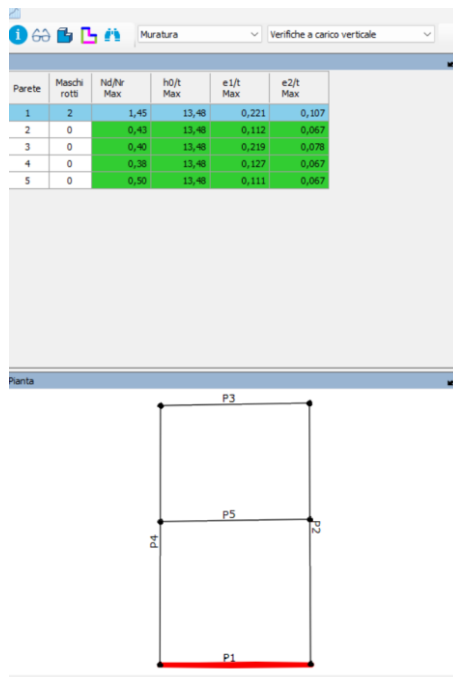 Muratura Verifiche a carico verticale
Parete Maschi rotti Nd/Nr Max h0/t Max e1/t Max e2/t Max
1 2 1,45 13,48 0,221 0,107
2 0 0,43 13,48 0,112 0,067
3 0 0,40 13,48 0,219 0,078
4 0 0,38 13,48 0,127 0,067
5 0 0,50 13,48 0,111 0,067
Pianta
P3
P5
P4
P2
P1